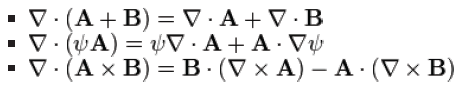 ▪ ∇ · (𝐀 + 𝐁) = ∇ · 𝐀 + ∇ · 𝐁
▪ ∇ · (ψ𝐀) = ψ∇ · 𝐀 + 𝐀 · ∇ψ
▪ ∇ · (𝐀 × 𝐁) = 𝐁 · (∇ × 𝐀) − 𝐀 · (∇ × 𝐁)